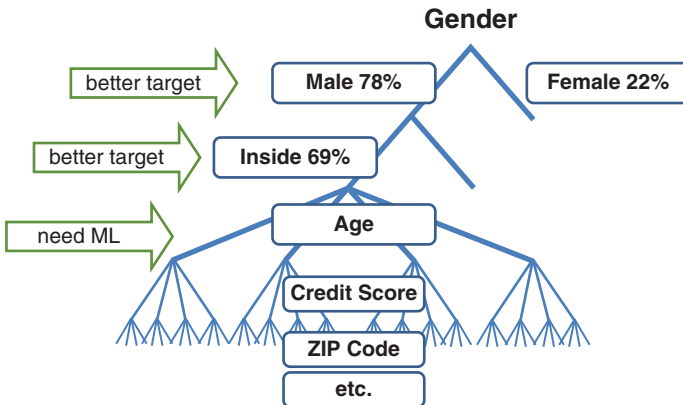 Gender
better target
Male 78%
Female 22%
better target
Inside 69%
need ML
Age
Credit Score
ZIP Code
etc.